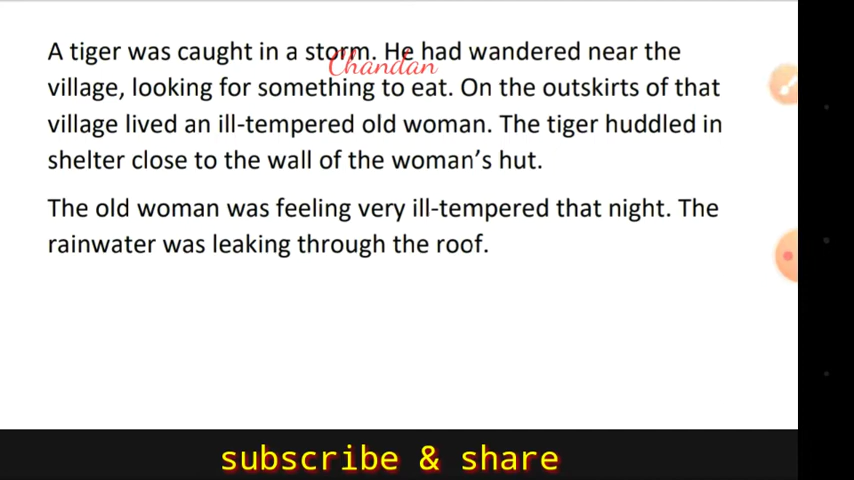 A tiger was caught in a storm. He had wandered near the
Chandan
village, looking for something to eat. On the outskirts of that
village lived an ill-tempered old woman. The tiger huddled in
shelter close to the wall of the woman’s hut.
The old woman was feeling very ill-tempered that night. The
rainwater was leaking through the roof.
subscribe & share